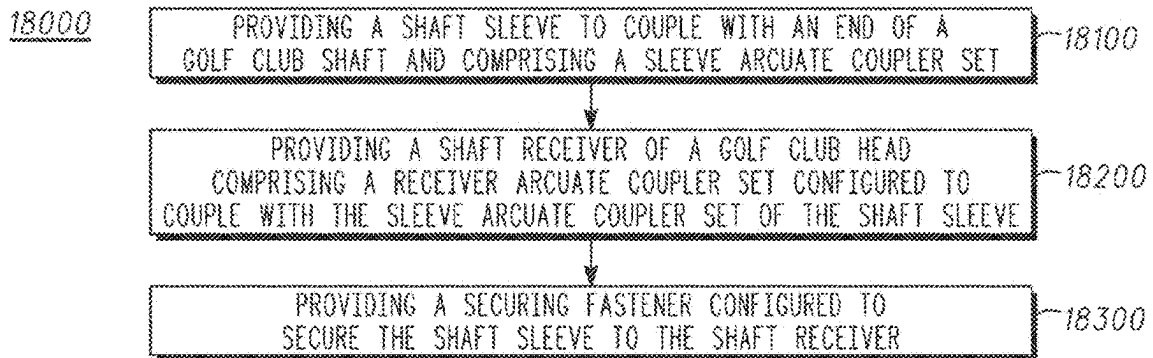 18000
PROVIDING A SHAFT SLEEVE TO COUPLE WITH AN END OF A
GOLF CLUB SHAFT AND COMPRISING A SLEEVE ARCUATE COUPLER SET
18100
PROVIDING A SHAFT RECEIVER OF A GOLF CLUB HEAD
COMPRISING A RECEIVER ARCUATE COUPLER SET CONFIGURED TO
COUPLE WITH THE SLEEVE ARCUATE COUPLER SET OF THE SHAFT SLEEVE
18200
PROVIDING A SECURING FASTENER CONFIGURED TO
SECURE THE SHAFT SLEEVE TO THE SHAFT RECEIVER
18300